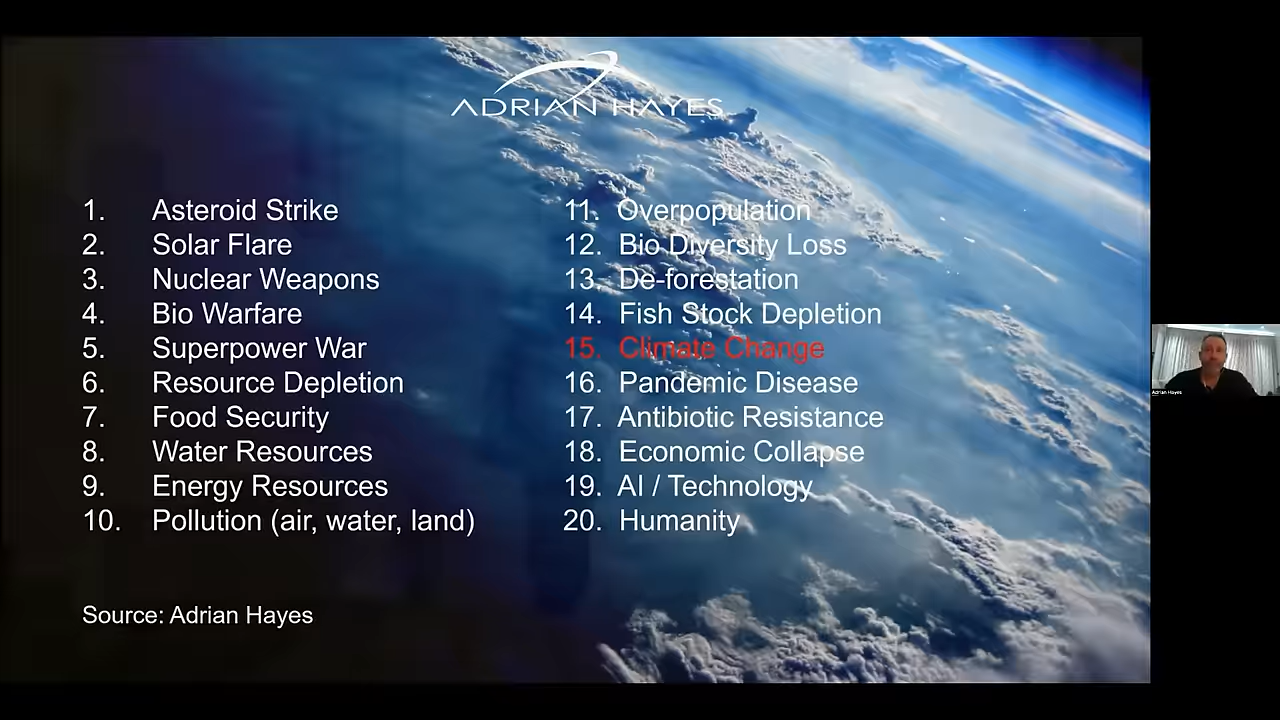 ADRIAN HAYES
1. Asteroid Strike
2. Solar Flare
3. Nuclear Weapons
4. Bio Warfare
5. Superpower War
6. Resource Depletion
7. Food Security
8. Water Resources
9. Energy Resources
10. Pollution (air, water, land)
11. Overpopulation
12. Bio Diversity Loss
13. De-forestation
14. Fish Stock Depletion
15. Climate Change
16. Pandemic Disease
17. Antibiotic Resistance
18. Economic Collapse
19. AI / Technology
20. Humanity
Source: Adrian Hayes
Adrian Hayes